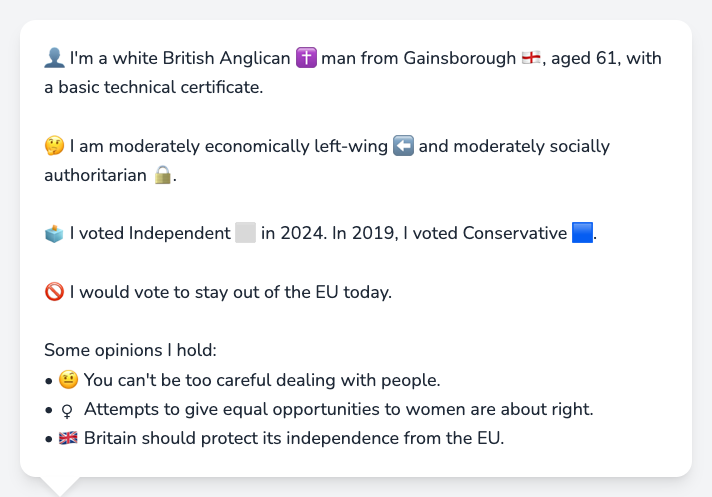 👤 I'm a white British Anglican ✝️ man from Gainsborough 🏴󠁧󠁢󠁥󠁮󠁧󠁿, aged 61, with
a basic technical certificate.
🤔 I am moderately economically left-wing ⬅️ and moderately socially
authoritarian 🔒.
🗳️ I voted Independent ⬜ in 2024. In 2019, I voted Conservative 🟦.
🚫 I would vote to stay out of the EU today.
Some opinions I hold:
• 🤨 You can't be too careful dealing with people.
• ♀ Attempts to give equal opportunities to women are about right.
• 🇬🇧 Britain should protect its independence from the EU.